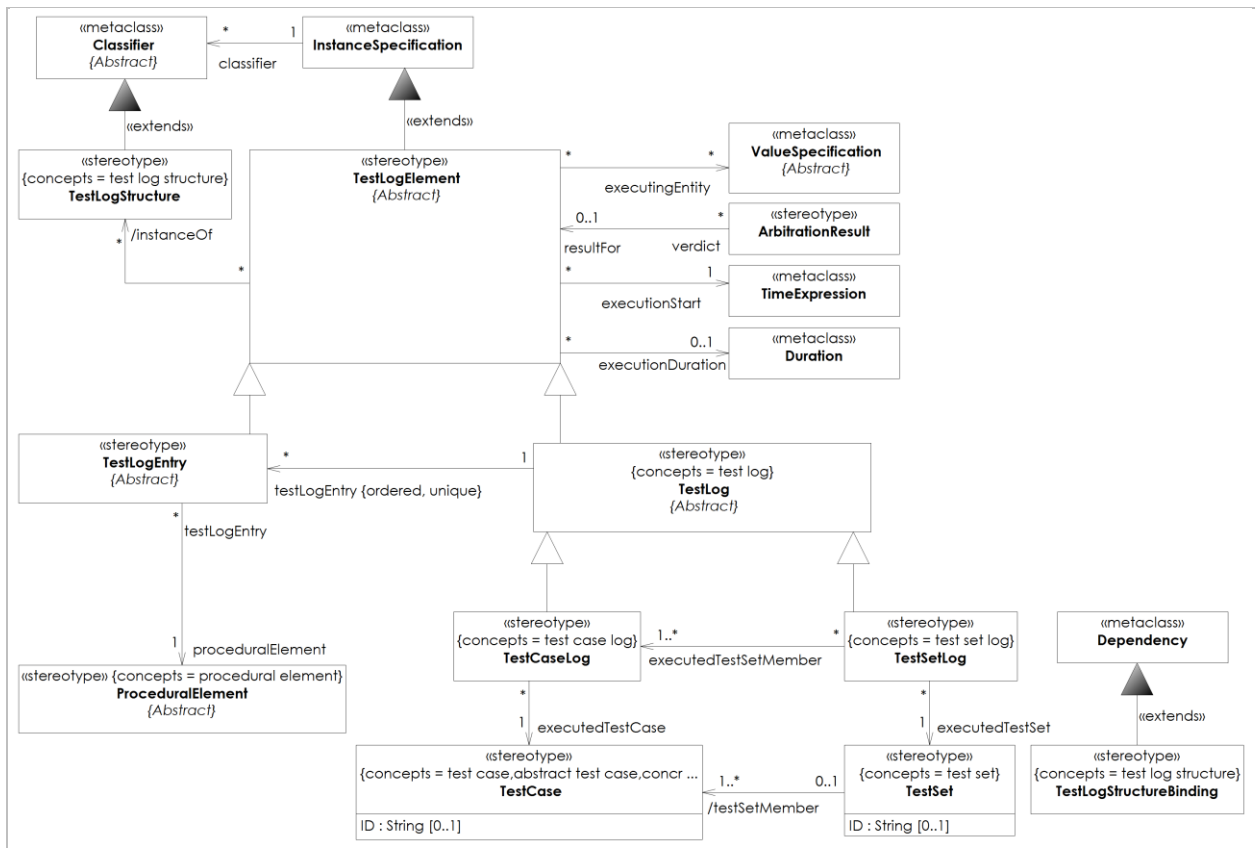 «metaclass»
Classifier
{Abstract}
*
1
classifier
«metaclass»
InstanceSpecification
«extends»
«extends»
«stereotype»
{concepts = test log structure}
TestLogStructure
/instanceOf
*
*
«stereotype»
TestLogElement
{Abstract}
*
*
executingEntity
«metaclass»
ValueSpecification
{Abstract}
0..1
*
resultFor
verdict
«stereotype»
ArbitrationResult
*
1
executionStart
«metaclass»
TimeExpression
*
0..1
executionDuration
«metaclass»
Duration
«stereotype»
TestLogEntry
{Abstract}
*
1
testLogEntry {ordered, unique}
«stereotype»
{concepts = test log}
TestLog
{Abstract}
*
testLogEntry
1
proceduralElement
«stereotype» {concepts = procedural element}
ProceduralElement
{Abstract}
«stereotype»
{concepts = test case log}
TestCaseLog
1..*
*
executedTestSetMember
«stereotype»
{concepts = test set log}
TestSetLog
«metaclass»
Dependency
*
1
executedTestCase
*
1
executedTestSet
«extends»
«stereotype»
{concepts = test case,abstract test case,concr ...
TestCase
ID : String [0..1]
1..*
0..1
/testSetMember
«stereotype»
{concepts = test set}
TestSet
ID : String [0..1]
«stereotype»
{concepts = test log structure}
TestLogStructureBinding